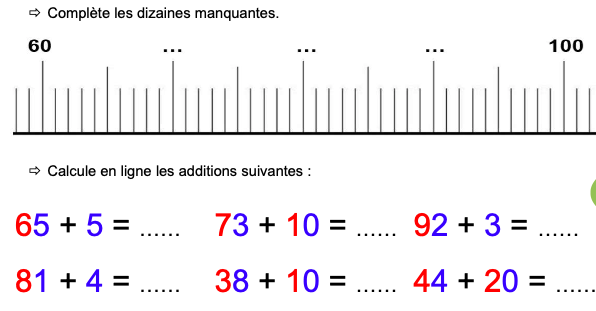 ⇨ Complète les dizaines manquantes.
60 ... ... ... 100
⇨ Calcule en ligne les additions suivantes :
65 + 5 = ...... 73 + 10 = ...... 92 + 3 = ......
81 + 4 = ...... 38 + 10 = ...... 44 + 20 = ......